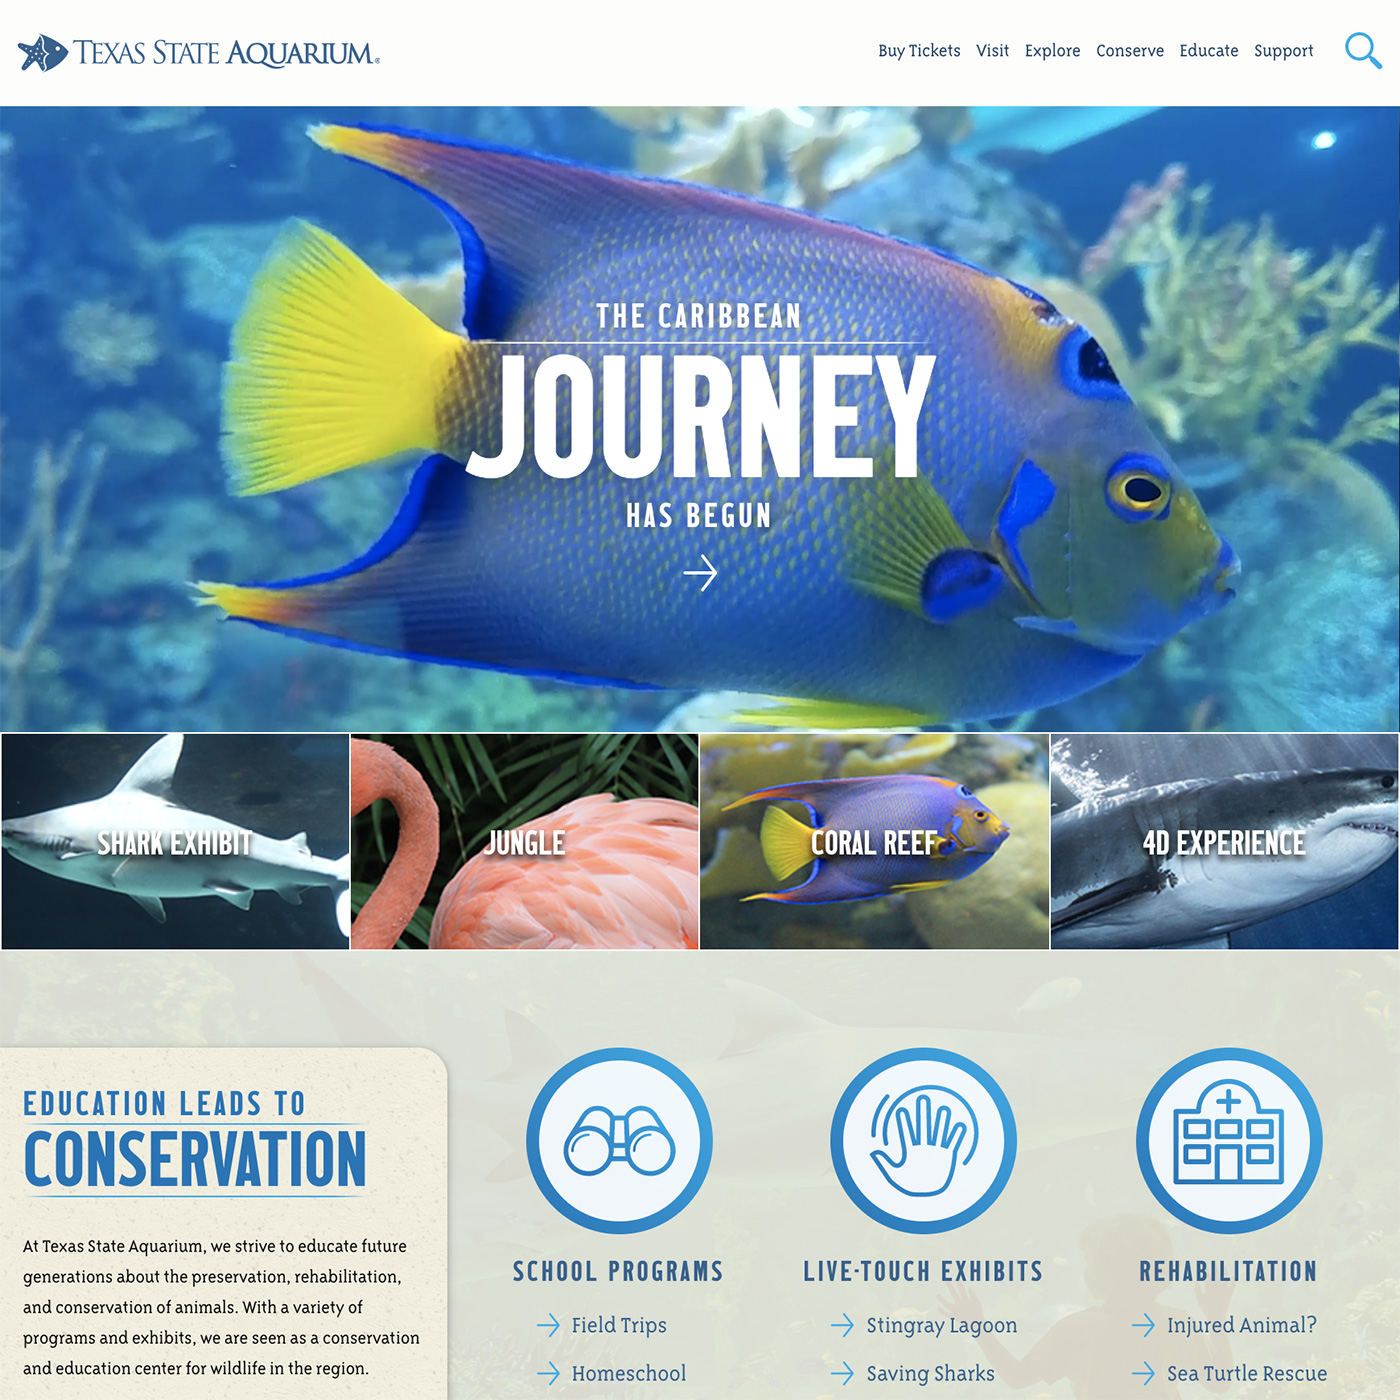 TEXAS STATE AQUARIUM®
Buy Tickets Visit Explore Conserve Educate Support
THE CARIBBEAN
JOURNEY
HAS BEGUN
SHARK EXHIBIT
JUNGLE
CORAL REEF
4D EXPERIENCE
EDUCATION LEADS TO
CONSERVATION
At Texas State Aquarium, we strive to educate future
generations about the preservation, rehabilitation,
and conservation of animals. With a variety of
programs and exhibits, we are seen as a conservation
and education center for wildlife in the region.
SCHOOL PROGRAMS
Field Trips
Homeschool
LIVE-TOUCH EXHIBITS
Stingray Lagoon
Saving Sharks
REHABILITATION
Injured Animal?
Sea Turtle Rescue